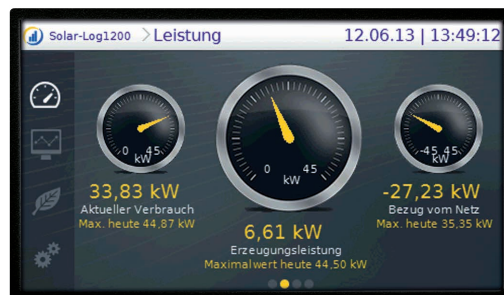 Solar-Log1200 > Leistung
12.06.13 | 13:49:12
0 45
kW
33,83 kW
Aktueller Verbrauch
Max. heute 44,87 kW
0 45
kW
6,61 kW
Erzeugungsleistung
Maximalwert heute 44,50 kW
-45 45
kW
-27,23 kW
Bezug vom Netz
Max. heute 35,35 kW